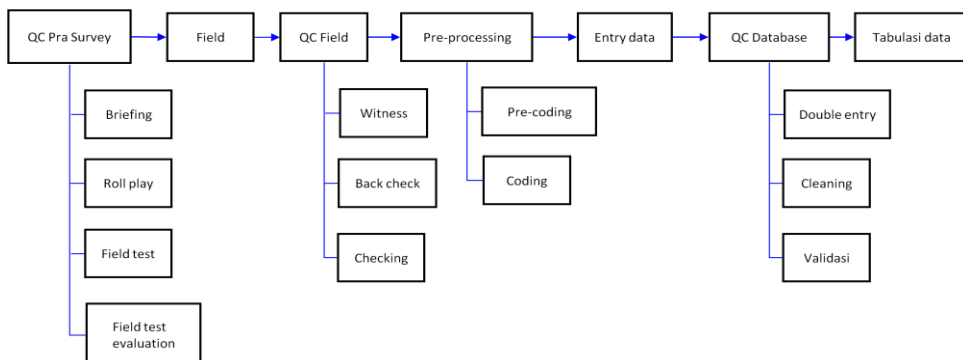 QC Pra Survey
Field
QC Field
Pre-processing
Entry data
QC Database
Tabulasi data
Briefing
Roll play
Field test
Field test
evaluation
Witness
Back check
Checking
Pre-coding
Coding
Double entry
Cleaning
Validasi